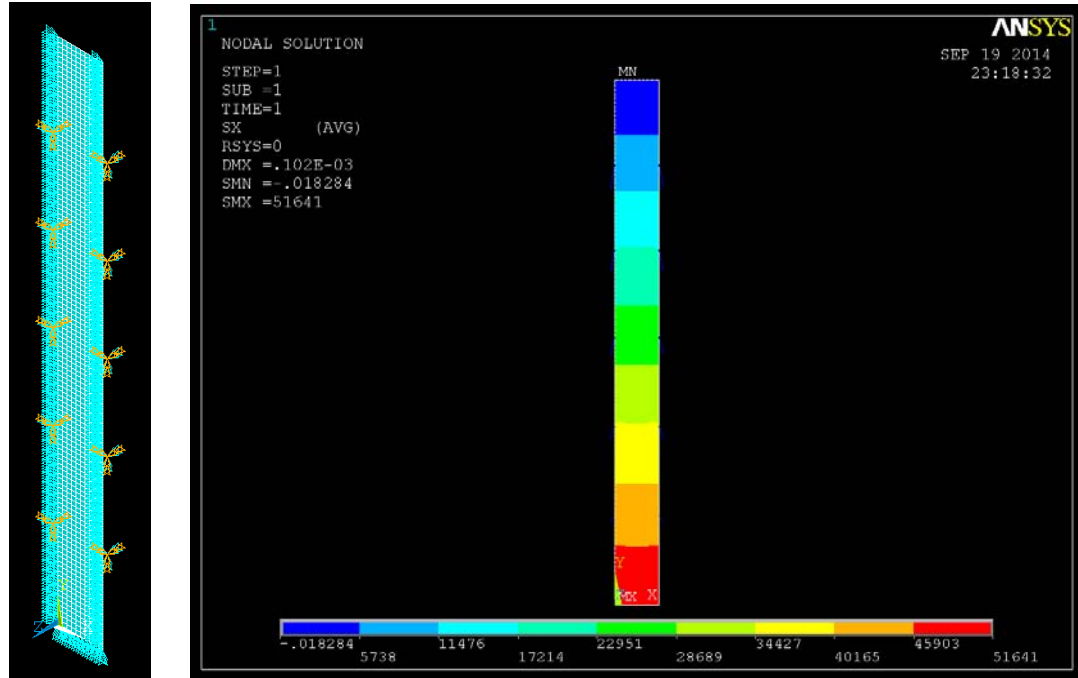 Z
1
ANSYS
NODAL SOLUTION
SEP 19 2014
23:18:32
STEP=1
SUB =1
TIME=1
SX (AVG)
RSYS=0
DMX =.102E-03
SMN =-.018284
SMX =51641
MN
Y
MX X
-.018284 11476 22951 34427 45903
5738 17214 28689 40165 51641